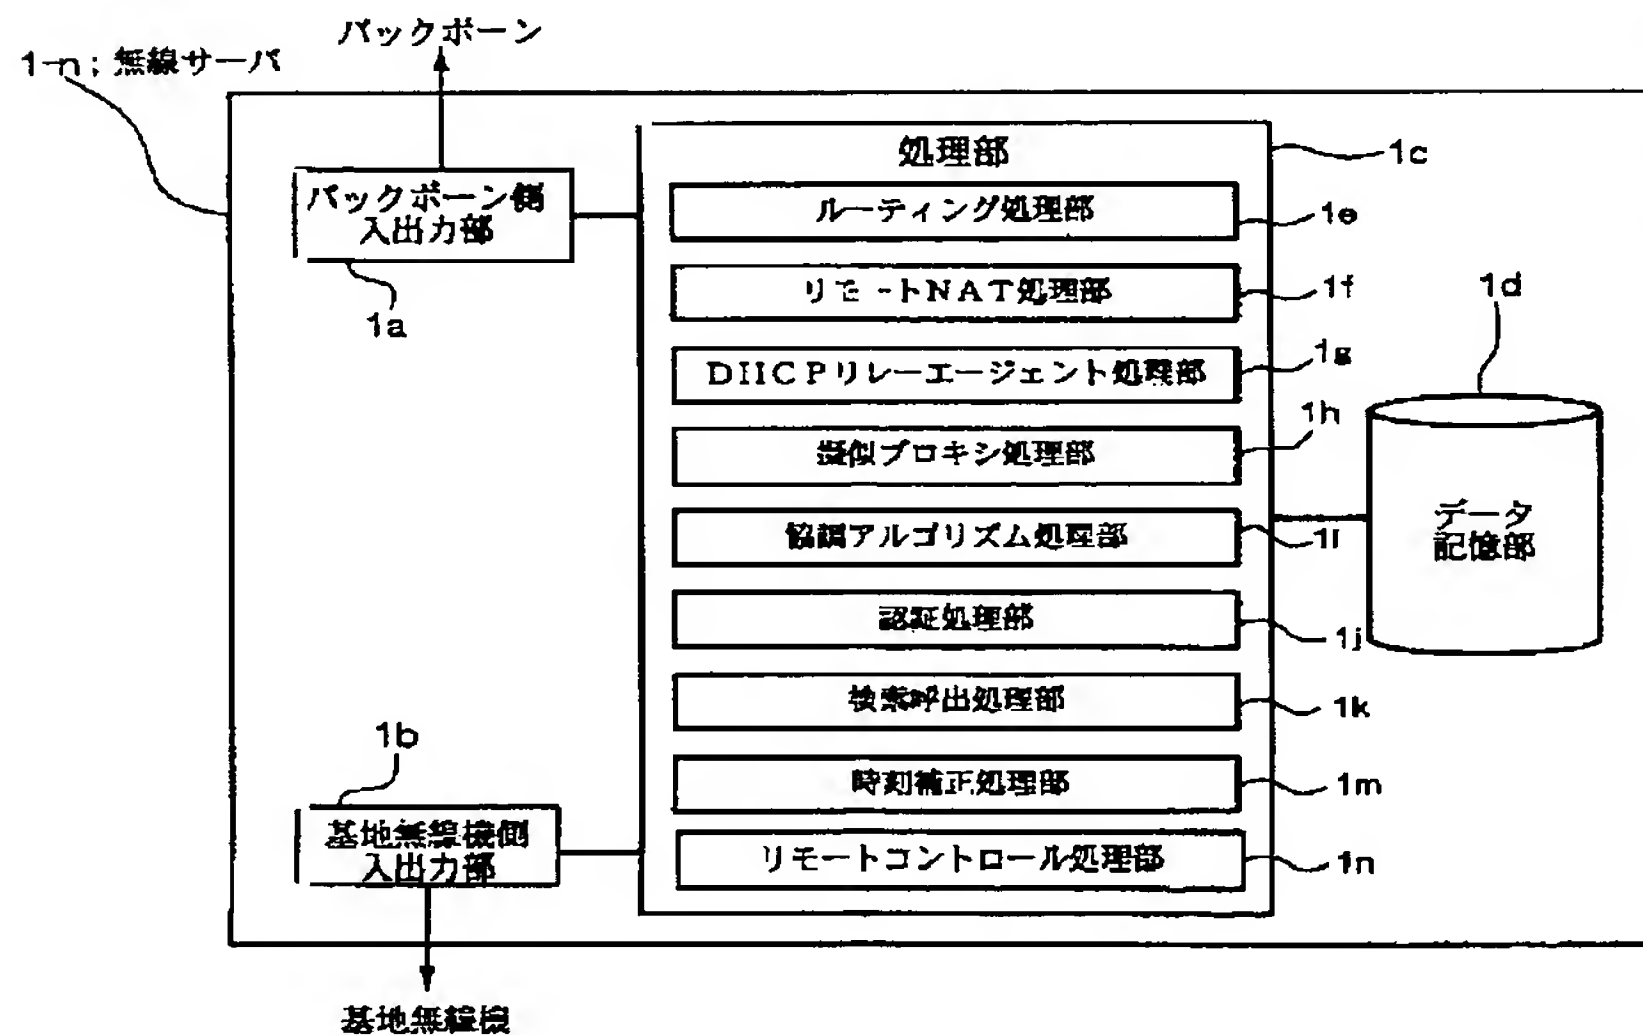 バックボーン
1-n；無線サーバ
処理部
1c
バックボーン側
入出力部
1a
ルーティング処理部
1e
リモートNAT処理部
1f
DHCPリレーエージェント処理部
1g
1d
擬似プロキシ処理部
1h
協調アルゴリズム処理部
1i
データ
記憶部
認証処理部
1j
検索呼出処理部
1k
1b
時刻補正処理部
1m
基地無線機側
入出力部
リモートコントロール処理部
1n
基地無線機